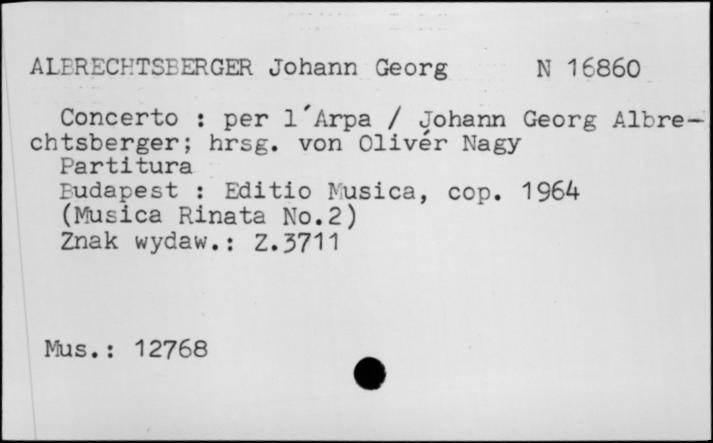 ALBRECHTSBERGER Johann Georg N 16860
Concerto : per l'Arpa / Johann Georg Albre-
chtsberger; hrsg. von Olivér Nagy
Partitura
Budapest : Editio Musica, cop. 1964
(Musica Rinata No.2)
Znak wydaw.: Z.3711
Mus.: 12768